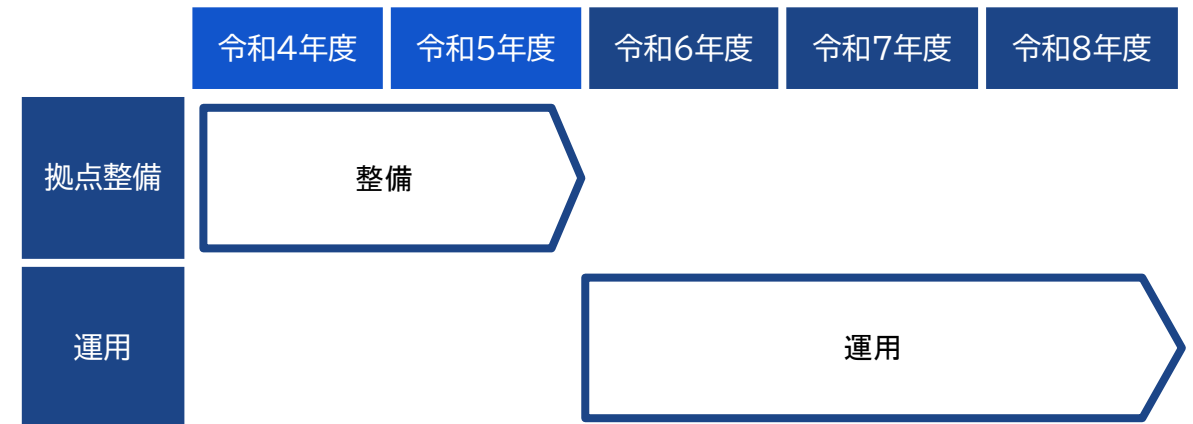 令和4年度 令和5年度 令和6年度 令和7年度 令和8年度
拠点整備 整備
運用 運用